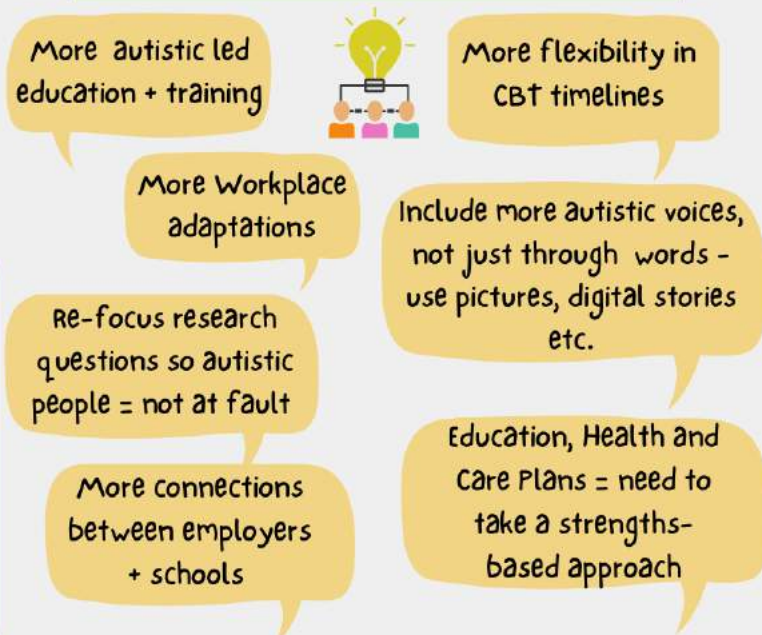 More autistic led
education + training
More flexibility in
CBT timelines
More Workplace
adaptations
Include more autistic voices,
not just through words -
use pictures, digital stories
etc.
Re-focus research
questions so autistic
people = not at fault
Education, Health and
Care Plans = need to
take a strengths-
based approach
More connections
between employers
+ schools